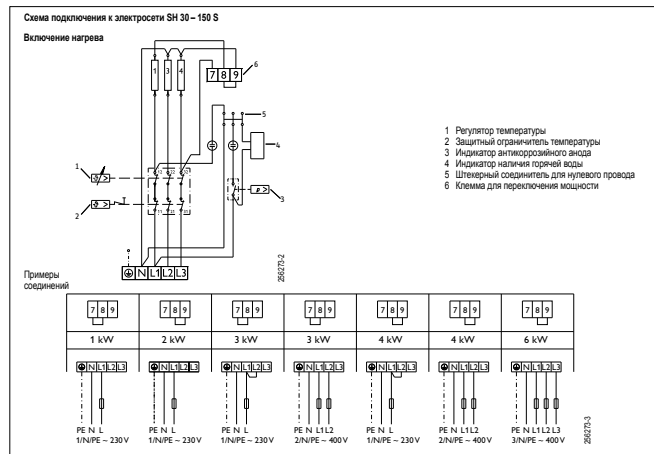 Схема подключения к электросети SH 30 – 150 S
Включение нагрева
1 3 4
7 8 9
6
5
4
1
2
3
1 Регулятор температуры
2 Защитный ограничитель температуры
3 Индикатор антикоррозийного анода
4 Индикатор наличия горячей воды
5 Штекерный соединитель для нулевого провода
6 Клемма для переключения мощности
N L1 L2 L3
256273-2
Примеры
соединений
7 8 9 7 8 9 7 8 9 7 8 9 7 8 9 7 8 9 7 8 9
1 kW 2 kW 3 kW 3 kW 4 kW 4 kW 6 kW
N L1 L2 L3 N L1 L2 L3 N L1 L2 L3 N L1 L2 L3 N L1 L2 L3 N L1 L2 L3 N L1 L2 L3
PE N L PE N L PE N L PE N L1 L2 PE N L PE N L1 L2 PE N L1 L2 L3
1/N/PE ~ 230 V 1/N/PE ~ 230 V 1/N/PE ~ 230 V 2/N/PE ~ 400 V 1/N/PE ~ 230 V 2/N/PE ~ 400 V 3/N/PE ~ 400 V
256273-3